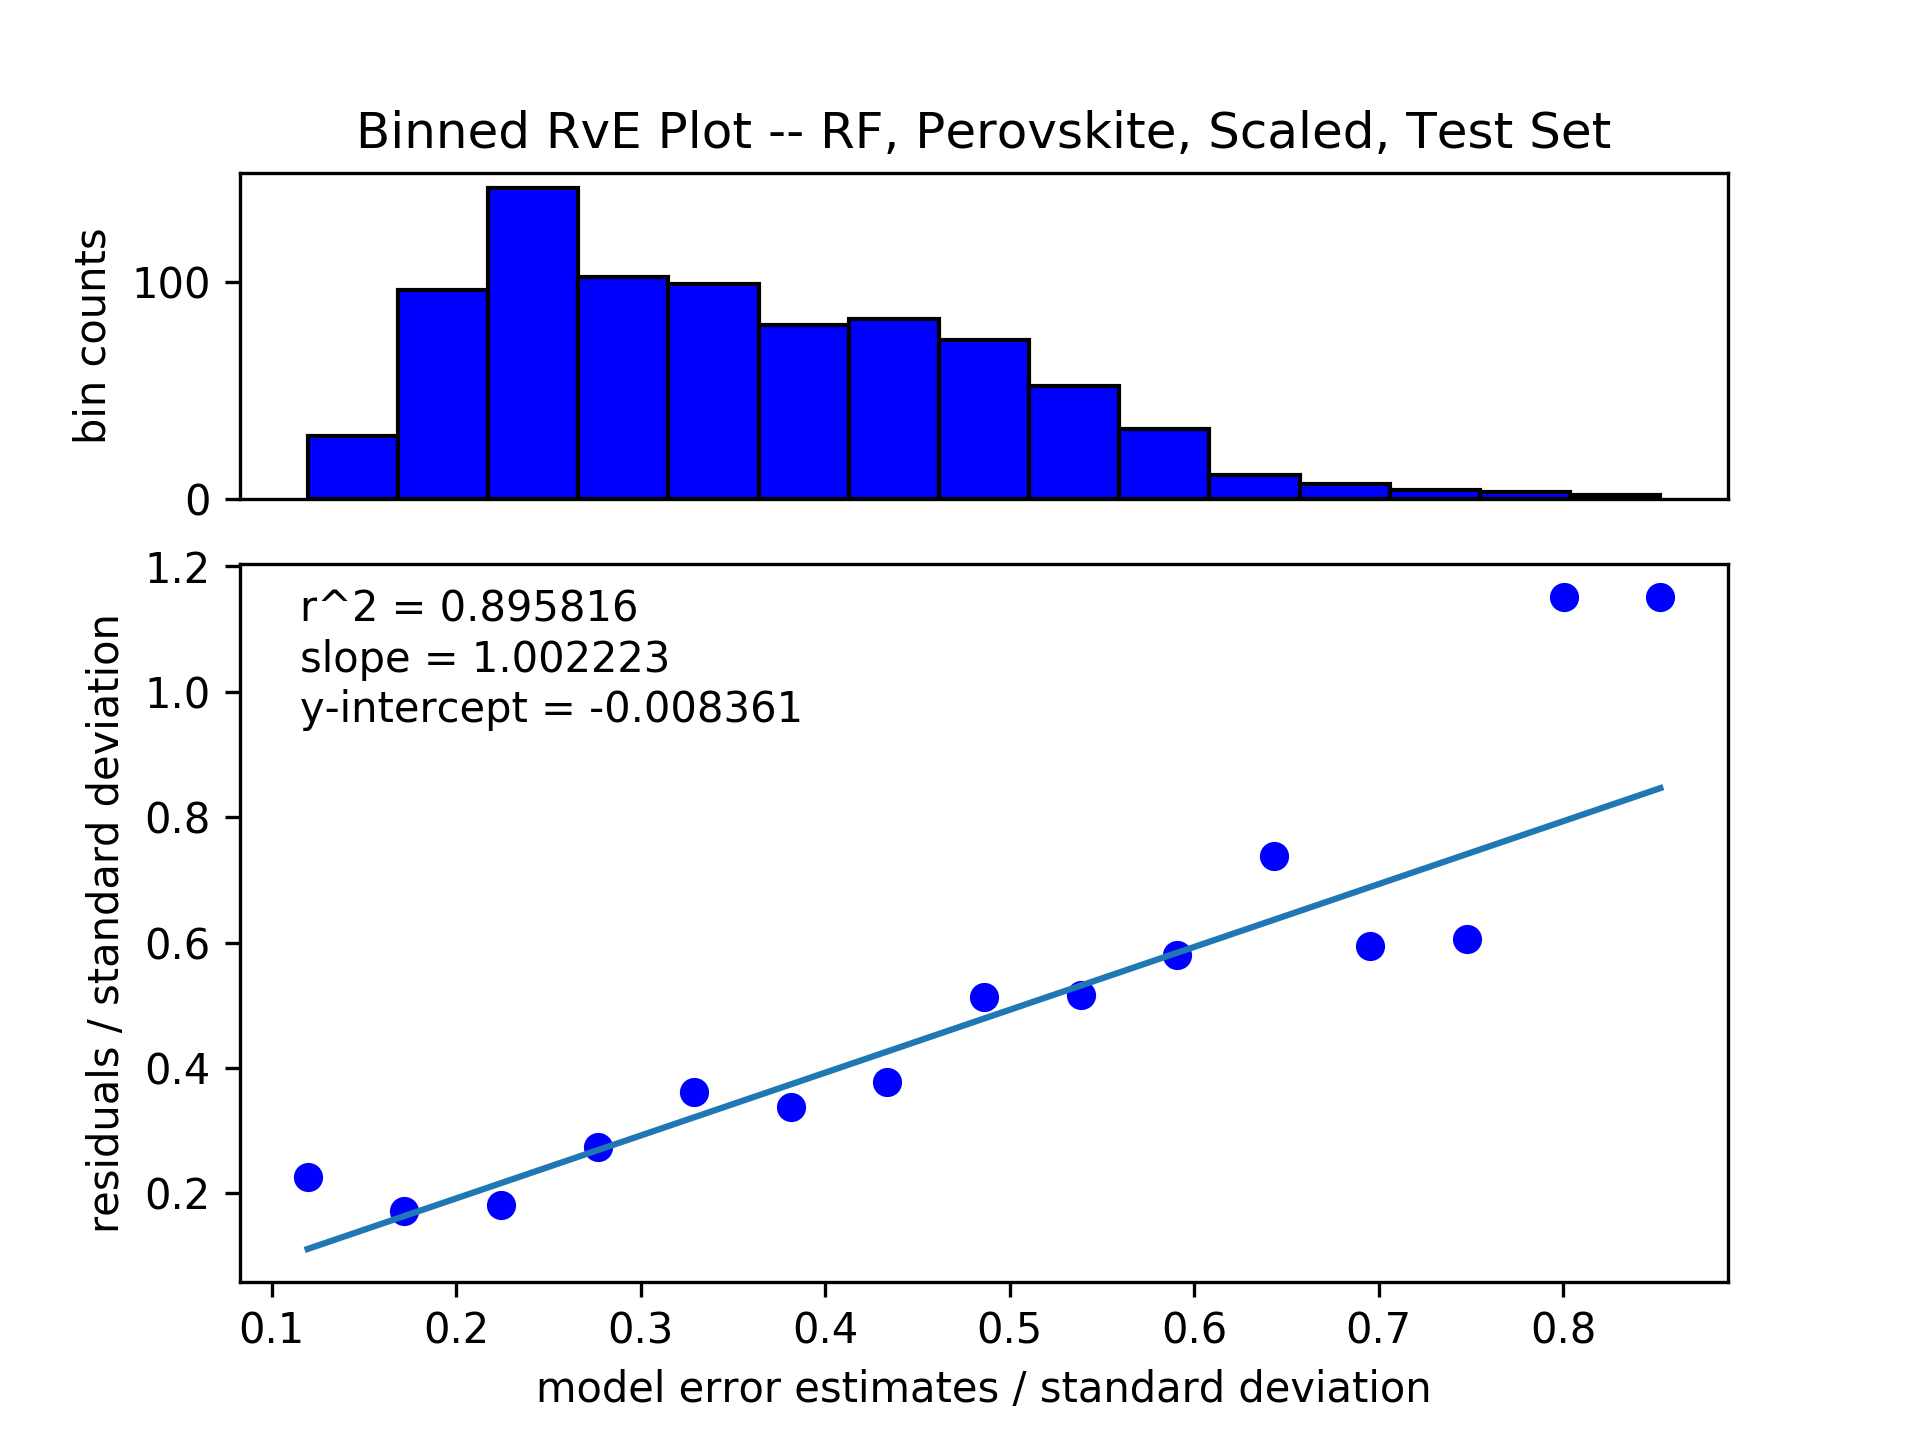 Binned RvE Plot -- RF, Perovskite, Scaled, Test Set
bin counts
100
0
1.2
1.0
0.8
0.6
0.4
0.2
residuals / standard deviation
r^2 = 0.895816
slope = 1.002223
y-intercept = -0.008361
0.1 0.2 0.3 0.4 0.5 0.6 0.7 0.8
model error estimates / standard deviation